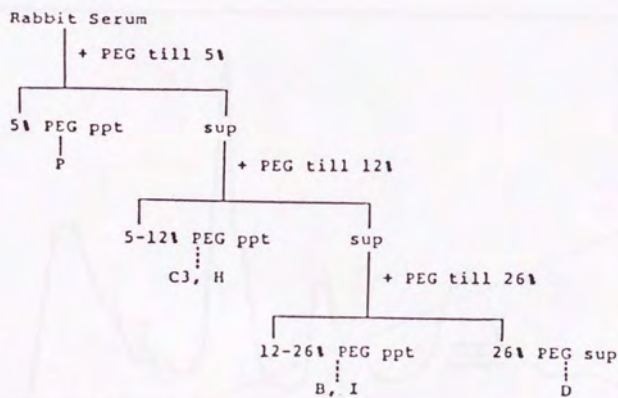 Rabbit Serum
+ PEG till 5%
5% PEG ppt sup
P
+ PEG till 12%
5-12% PEG ppt sup
C3, H
+ PEG till 26%
12-26% PEG ppt 26% PEG sup
B, I D